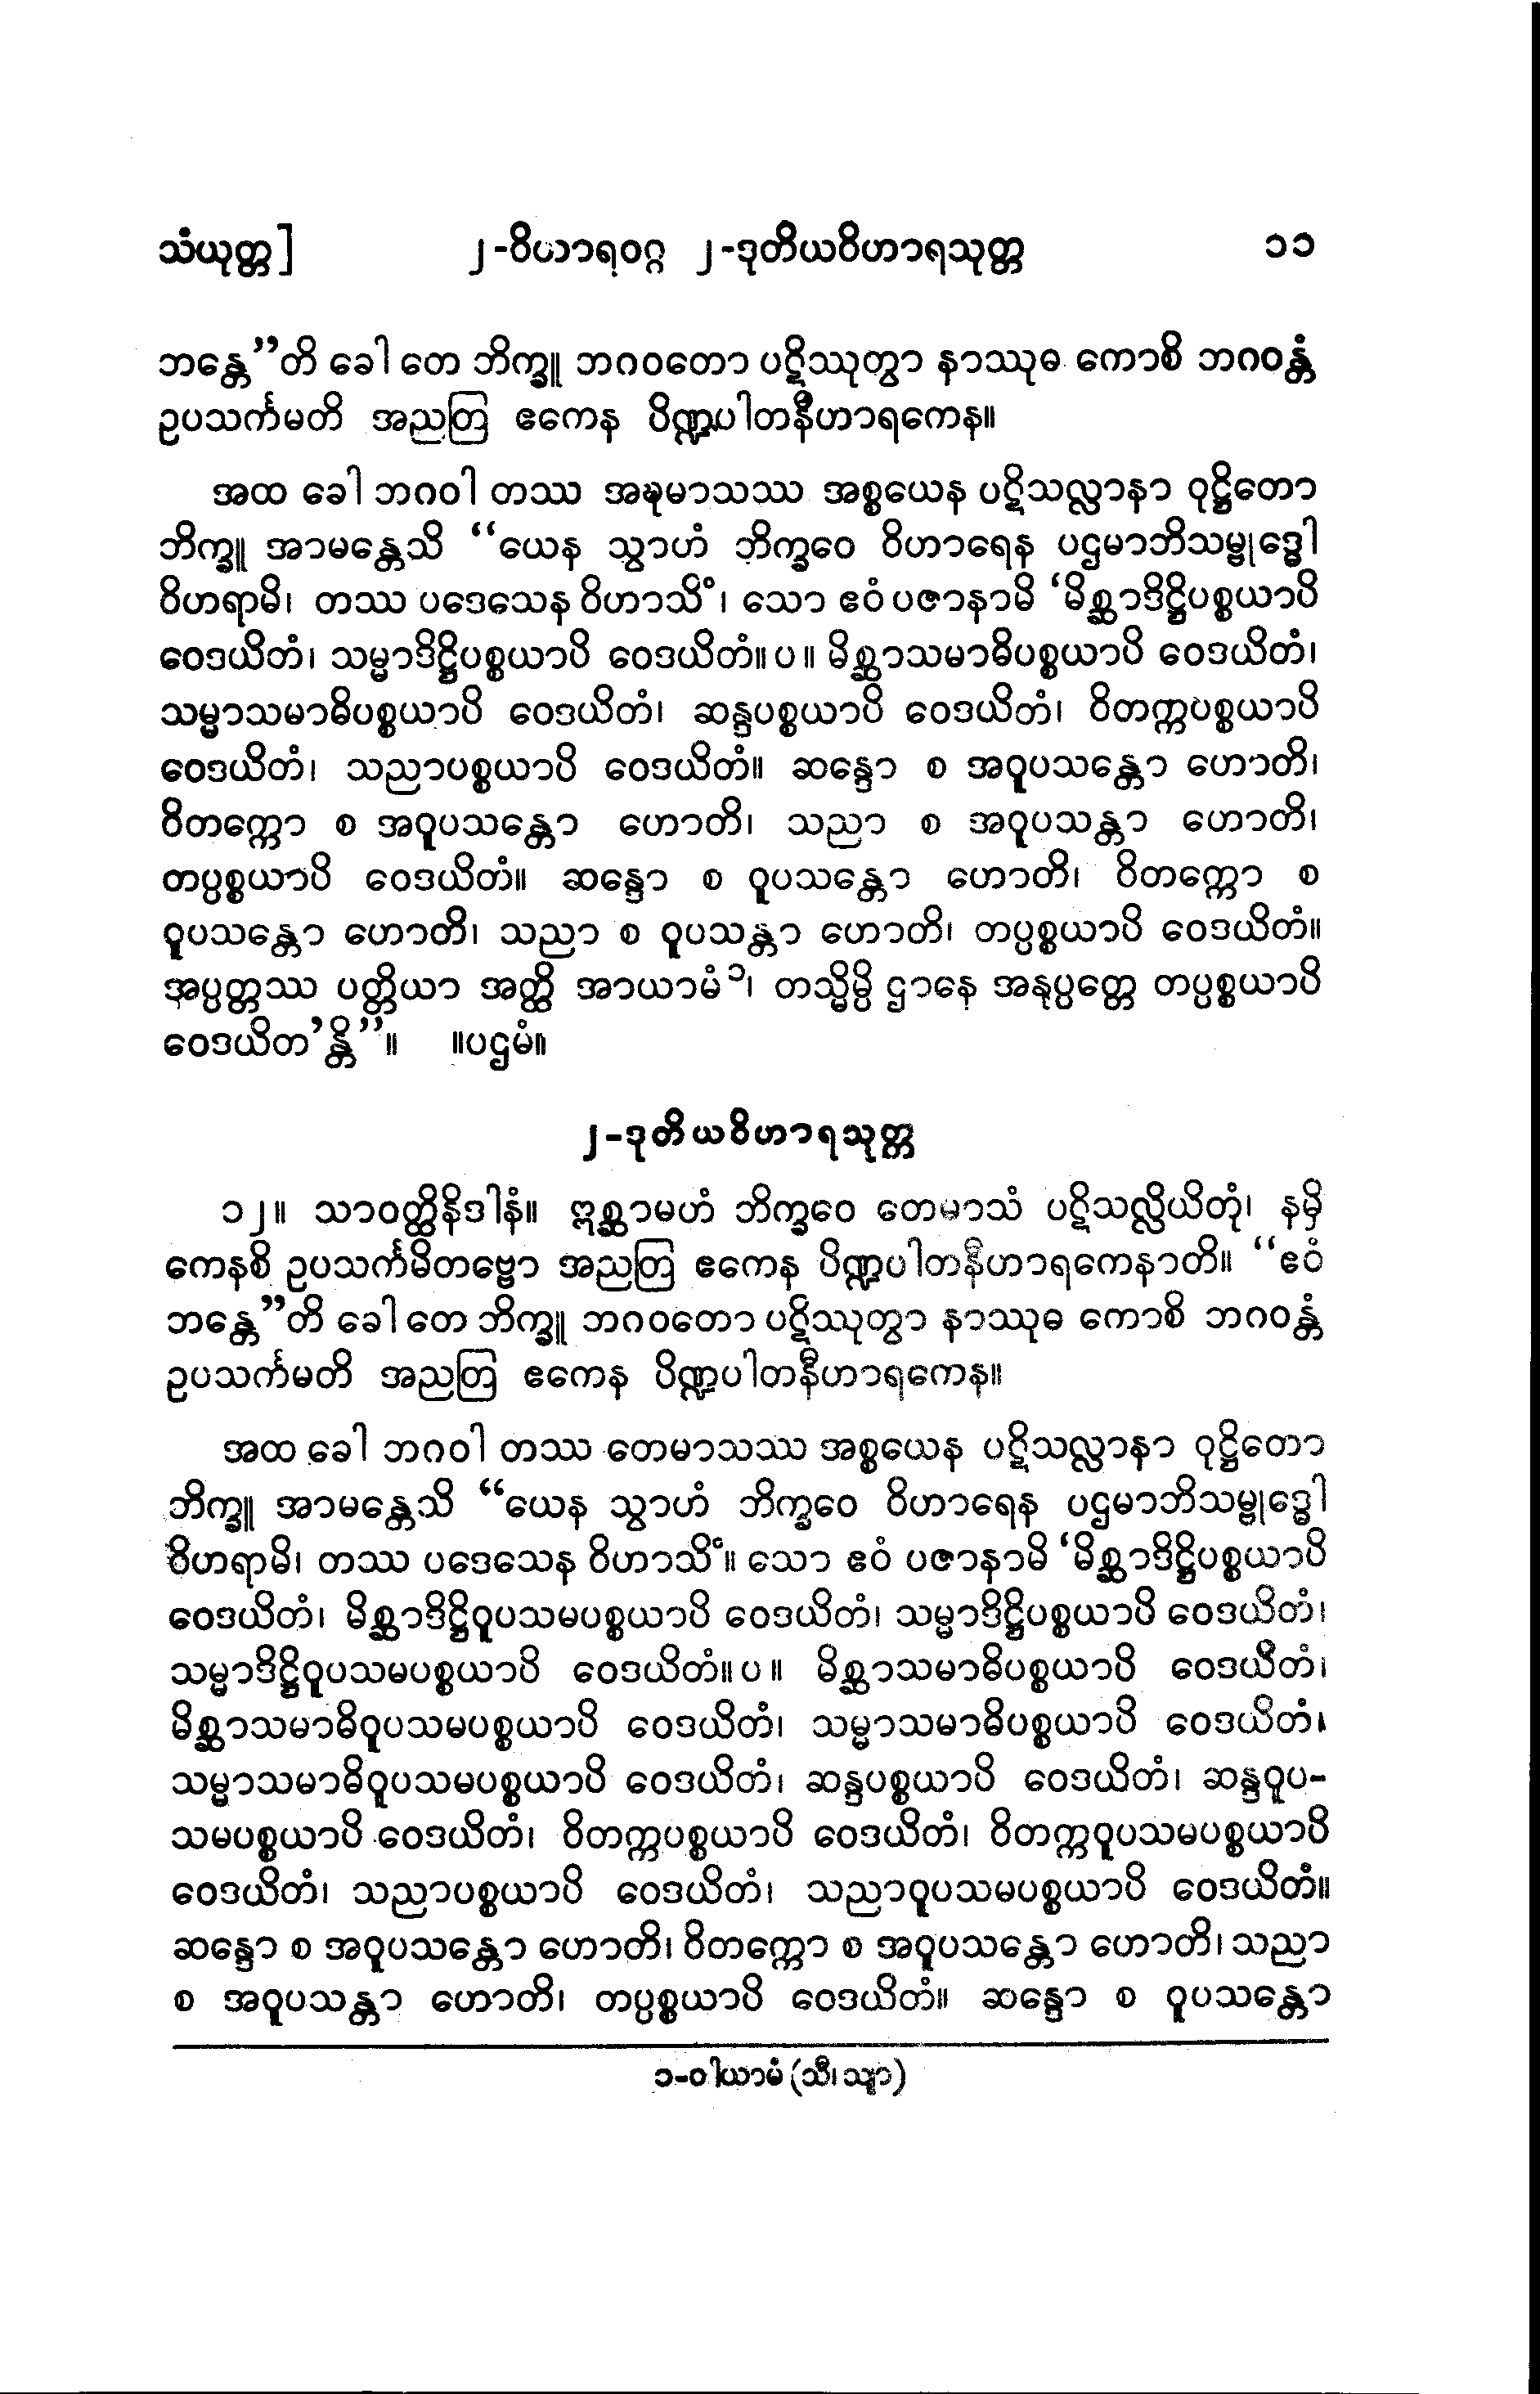 သံယုတ္တ] ၂-ဝိဟာရဝဂ္ဂ ၂-ဒုတိယဝိဟာရသုတ္တ ၁၁
ဘန္တေ”တိ ခေါ တေ ဘိက္ခူ ဘဂဝတော ပဋိဿုတွာ နာဿုဓ ကောစိ ဘဂဝန္တံ
ဥပသင်္ကမတိ အညတြ ဧကေန ပိဏ္ဍပါတနီဟာရကေန။
အထ ခေါ ဘဂဝါ တဿ အဍ္ဎမာသဿ အစ္စယေန ပဋိသလ္လာနာ ဝုဋ္ဌိတော
ဘိက္ခူ အာမန္တေသိ “ယေန သွာဟံ ဘိက္ခဝေ ဝိဟာရေန ပဌမာဘိသမ္ဗုဒ္ဓေါ
ဝိဟရာမိ၊ တဿ ပဒေသေန ဝိဟာသိံ၊ သော ဧဝံ ပဇာနာမိ ‘မိစ္ဆာဒိဋ္ဌိပစ္စယာပိ
ဝေဒယိတံ၊ သမ္မာဒိဋ္ဌိပစ္စယာပိ ဝေဒယိတံ။ပ။ မိစ္ဆာသမာဓိပစ္စယာပိ ဝေဒယိတံ၊
သမ္မာသမာဓိပစ္စယာပိ ဝေဒယိတံ၊ ဆန္ဒပစ္စယာပိ ဝေဒယိတံ၊ ဝိတက္ကပစ္စယာပိ
ဝေဒယိတံ၊ သညာပစ္စယာပိ ဝေဒယိတံ။ ဆန္ဒော စ အဝူပသန္တော ဟောတိ၊
ဝိတက္ကော စ အဝူပသန္တော ဟောတိ၊ သညာ စ အဝူပသန္တာ ဟောတိ၊
တပ္ပစ္စယာပိ ဝေဒယိတံ။ ဆန္ဒော စ ဝူပသန္တော ဟောတိ၊ ဝိတက္ကော စ
ဝူပသန္တော ဟောတိ၊ သညာ စ ဝူပသန္တာ ဟောတိ၊ တပ္ပစ္စယာပိ ဝေဒယိတံ။
အပ္ပတ္တဿ ပတ္တိယာ အတ္ထိ အာယာမံ၁၊ တသ္မိမ္ပိ ဌာနေ အနုပ္ပတ္တေ တပ္ပစ္စယာပိ
ဝေဒယိတ’န္တိ”။ ။ပဌမံ။
၂-ဒုတိယဝိဟာရသုတ္တ
၁၂။ သာဝတ္ထိနိဒါနံ။ ဣစ္ဆာမဟံ ဘိက္ခဝေ တေမာသံ ပဋိသလ္လိယိတုံ၊ နမှိ
ကေနစိ ဥပသင်္ကမိတဗ္ဗော အညတြ ဧကေန ပိဏ္ဍပါတနီဟာရကေနာတိ။ “ဧဝံ
ဘန္တေ”တိ ခေါ တေ ဘိက္ခူ ဘဂဝတော ပဋိဿုတွာ နာဿုဓ ကောစိ ဘဂဝန္တံ
ဥပသင်္ကမတိ အညတြ ဧကေန ပိဏ္ဍပါတနီဟာရကေန။
အထ ခေါ ဘဂဝါ တဿ တေမာသဿ အစ္စယေန ပဋိသလ္လာနာ ဝုဋ္ဌိတော
ဘိက္ခူ အာမန္တေသိ “ယေန သွာဟံ ဘိက္ခဝေ ဝိဟာရေန ပဌမာဘိသမ္ဗုဒ္ဓေါ
ဝိဟရာမိ၊ တဿ ပဒေသေန ဝိဟာသိံ။ သော ဧဝံ ပဇာနာမိ ‘မိစ္ဆာဒိဋ္ဌိပစ္စယာပိ
ဝေဒယိတံ၊ မိစ္ဆာဒိဋ္ဌိဝူပသမပစ္စယာပိ ဝေဒယိတံ၊ သမ္မာဒိဋ္ဌိပစ္စယာပိ ဝေဒယိတံ၊
သမ္မာဒိဋ္ဌိဝူပသမပစ္စယာပိ ဝေဒယိတံ။ပ။ မိစ္ဆာသမာဓိပစ္စယာပိ ဝေဒယိတံ၊
မိစ္ဆာသမာဓိဝူပသမပစ္စယာပိ ဝေဒယိတံ၊ သမ္မာသမာဓိပစ္စယာပိ ဝေဒယိတံ၊
သမ္မာသမာဓိဝူပသမပစ္စယာပိ ဝေဒယိတံ၊ ဆန္ဒပစ္စယာပိ ဝေဒယိတံ၊ ဆန္ဒဝူပ-
သမပစ္စယာပိ ဝေဒယိတံ၊ ဝိတက္ကပစ္စယာပိ ဝေဒယိတံ၊ ဝိတက္ကဝူပသမပစ္စယာပိ
ဝေဒယိတံ၊ သညာပစ္စယာပိ ဝေဒယိတံ၊ သညာဝူပသမပစ္စယာပိ ဝေဒယိတံ။
ဆန္ဒော စ အဝူပသန္တော ဟောတိ၊ ဝိတက္ကော စ အဝူပသန္တော ဟောတိ၊ သညာ
စ အဝူပသန္တာ ဟောတိ၊ တပ္ပစ္စယာပိ ဝေဒယိတံ။ ဆန္ဒော စ ဝူပသန္တော
၁-ဝါယာမံ (သီ၊ သျာ)